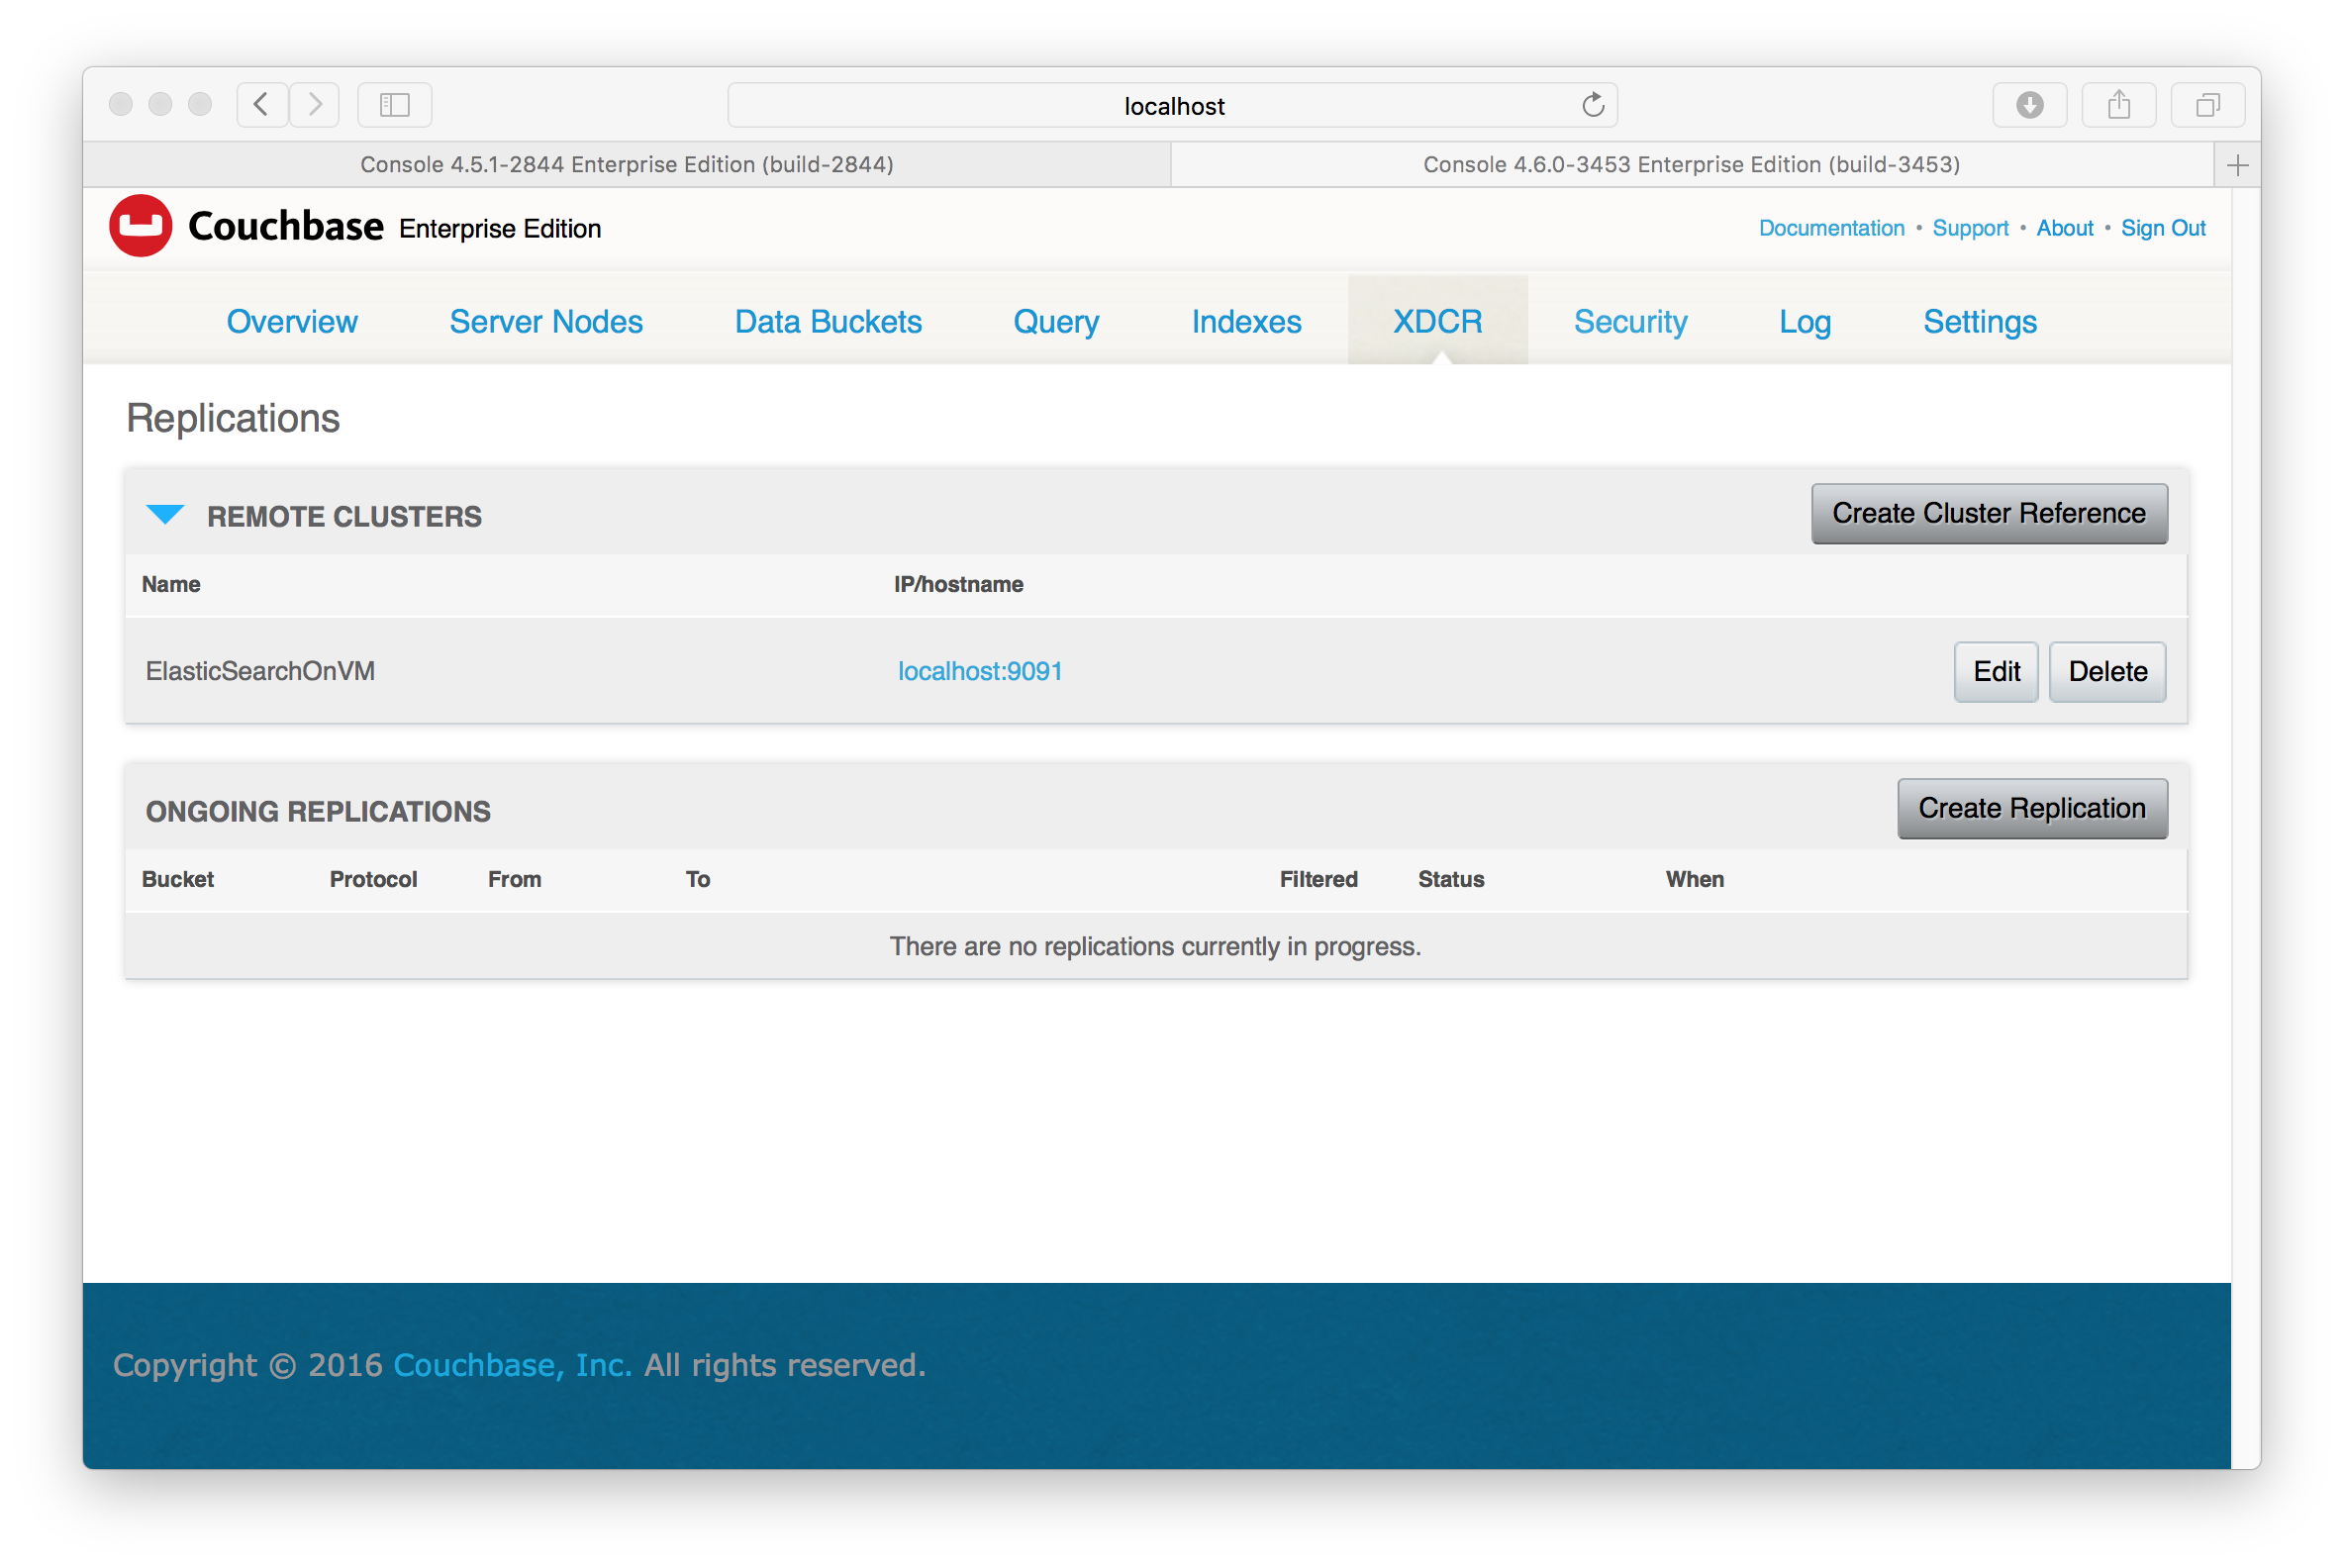 localhost
Console 4.5.1-2844 Enterprise Edition (build-2844)
Console 4.6.0-3453 Enterprise Edition (build-3453)
Couchbase Enterprise Edition
Documentation • Support • About • Sign Out
Overview Server Nodes Data Buckets Query Indexes XDCR Security Log Settings
Replications
REMOTE CLUSTERS Create Cluster Reference
Name IP/hostname
ElasticSearchOnVM localhost:9091 Edit Delete
ONGOING REPLICATIONS Create Replication
Bucket Protocol From To Filtered Status When
There are no replications currently in progress.
Copyright © 2016 Couchbase, Inc. All rights reserved.